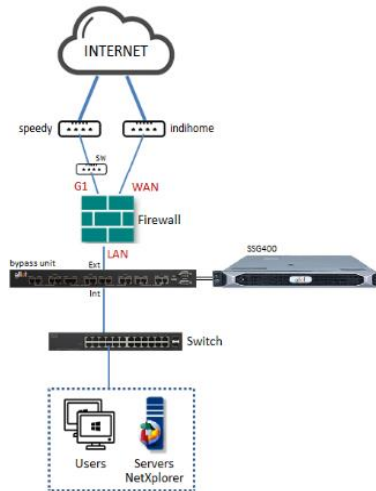 INTERNET
speedy
indihome
SW
G1
WAN
Firewall
LAN
bypass unit
Ext
SSG400
Int
Switch
Users
Servers
NetXplorer